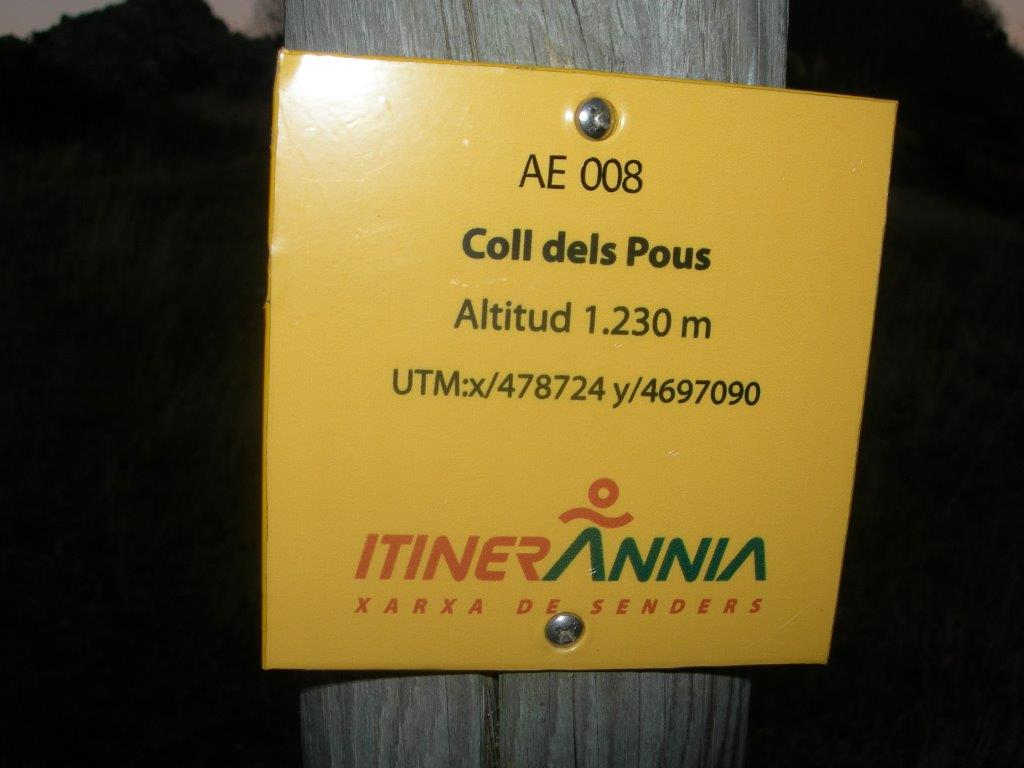 AE 008
Coll dels Pous
Altitud 1.230 m
UTM:x/478724 y/4697090
ITINERANNIA
XARXA DE SENDERS